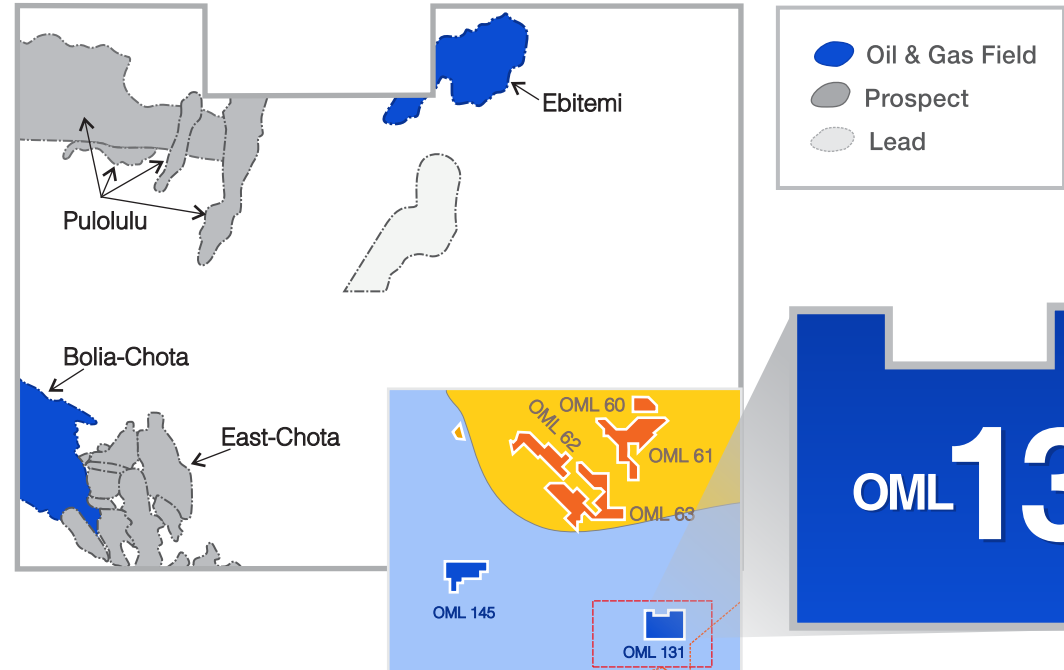 Oil & Gas Field
Prospect
Lead
Ebitemi
Pulolulu
Bolia-Chota
East-Chota
OML 60
OML 62
OML 61
OML 63
OML 145
OML 131
OML 13